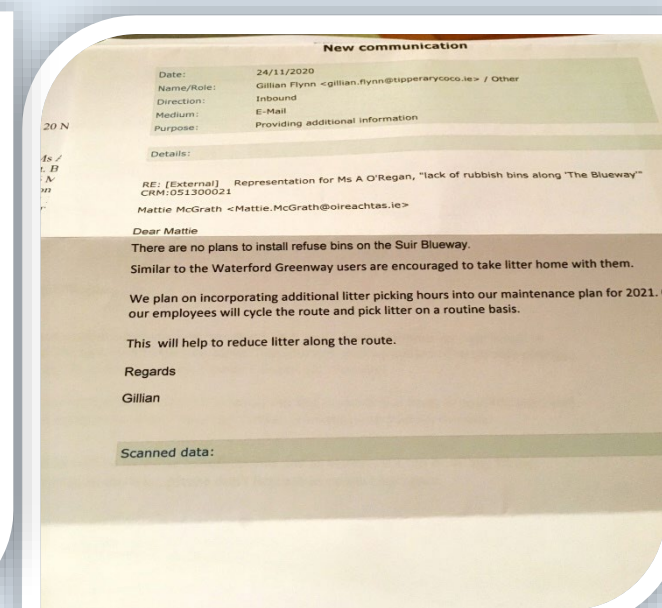 New communication
Date: 24/11/2020
Name/Role: Gillian Flynn <gillian.flynn@tipperarycoco.ie> / Other
Direction: Inbound
Medium: E-Mail
Purpose: Providing additional information
Details:
20 N
Ms /
t. B
N
on
RE: [External] Representation for Ms A O'Regan, "lack of rubbish bins along 'The Blueway'"
CRM:051300021
Mattie McGrath <Mattie.McGrath@oireachtas.ie>
Dear Mattie
There are no plans to install refuse bins on the Suir Blueway.
Similar to the Waterford Greenway users are encouraged to take litter home with them.
We plan on incorporating additional litter picking hours into our maintenance plan for 2021.
our employees will cycle the route and pick litter on a routine basis.
This will help to reduce litter along the route.
Regards
Gillian
Scanned data: